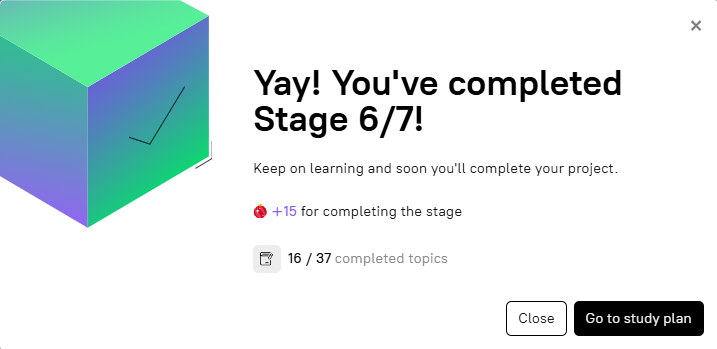 Yay! You've completed
Stage 6/7!
Keep on learning and soon you'll complete your project.
+15 for completing the stage
16 / 37 completed topics
Close
Go to study plan